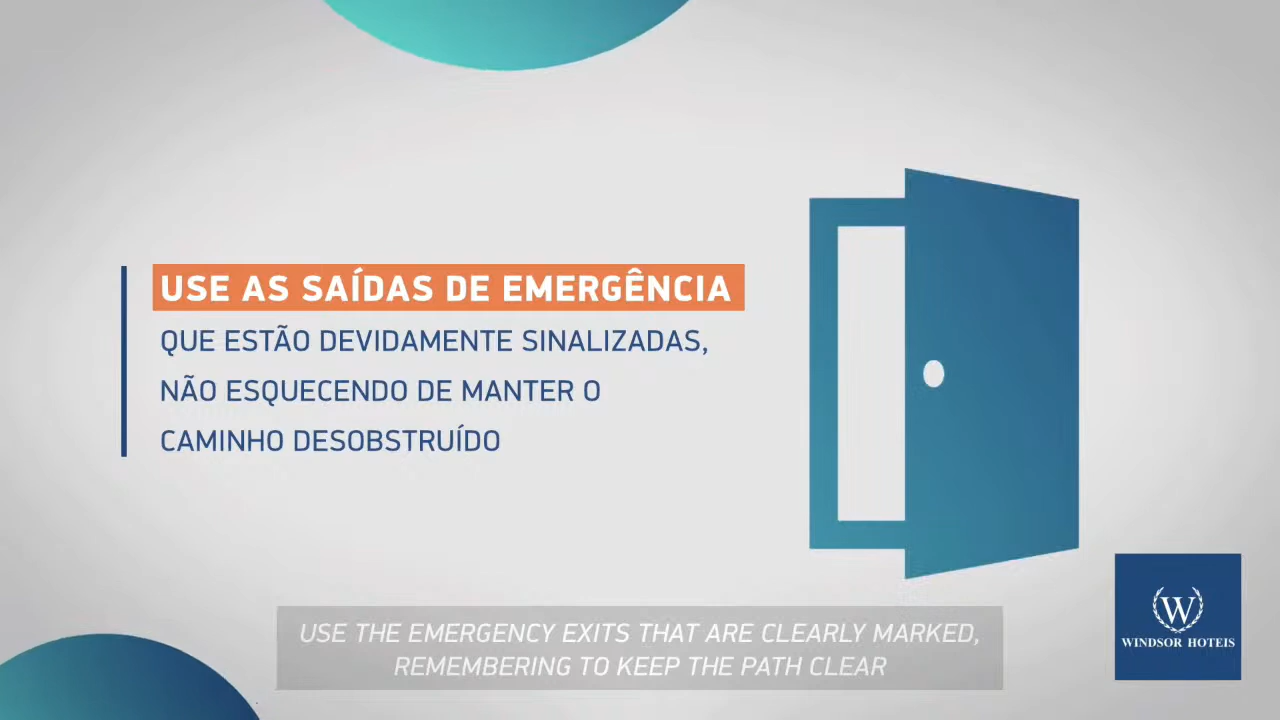 USE AS SAÍDAS DE EMERGÊNCIA
QUE ESTÃO DEVIDAMENTE SINALIZADAS,
NÃO ESQUECENDO DE MANTER O
CAMINHO DESOBSTRUÍDO
USE THE EMERGENCY EXITS THAT ARE CLEARLY MARKED,
REMEMBERING TO KEEP THE PATH CLEAR
W
WINDSOR HOTEIS